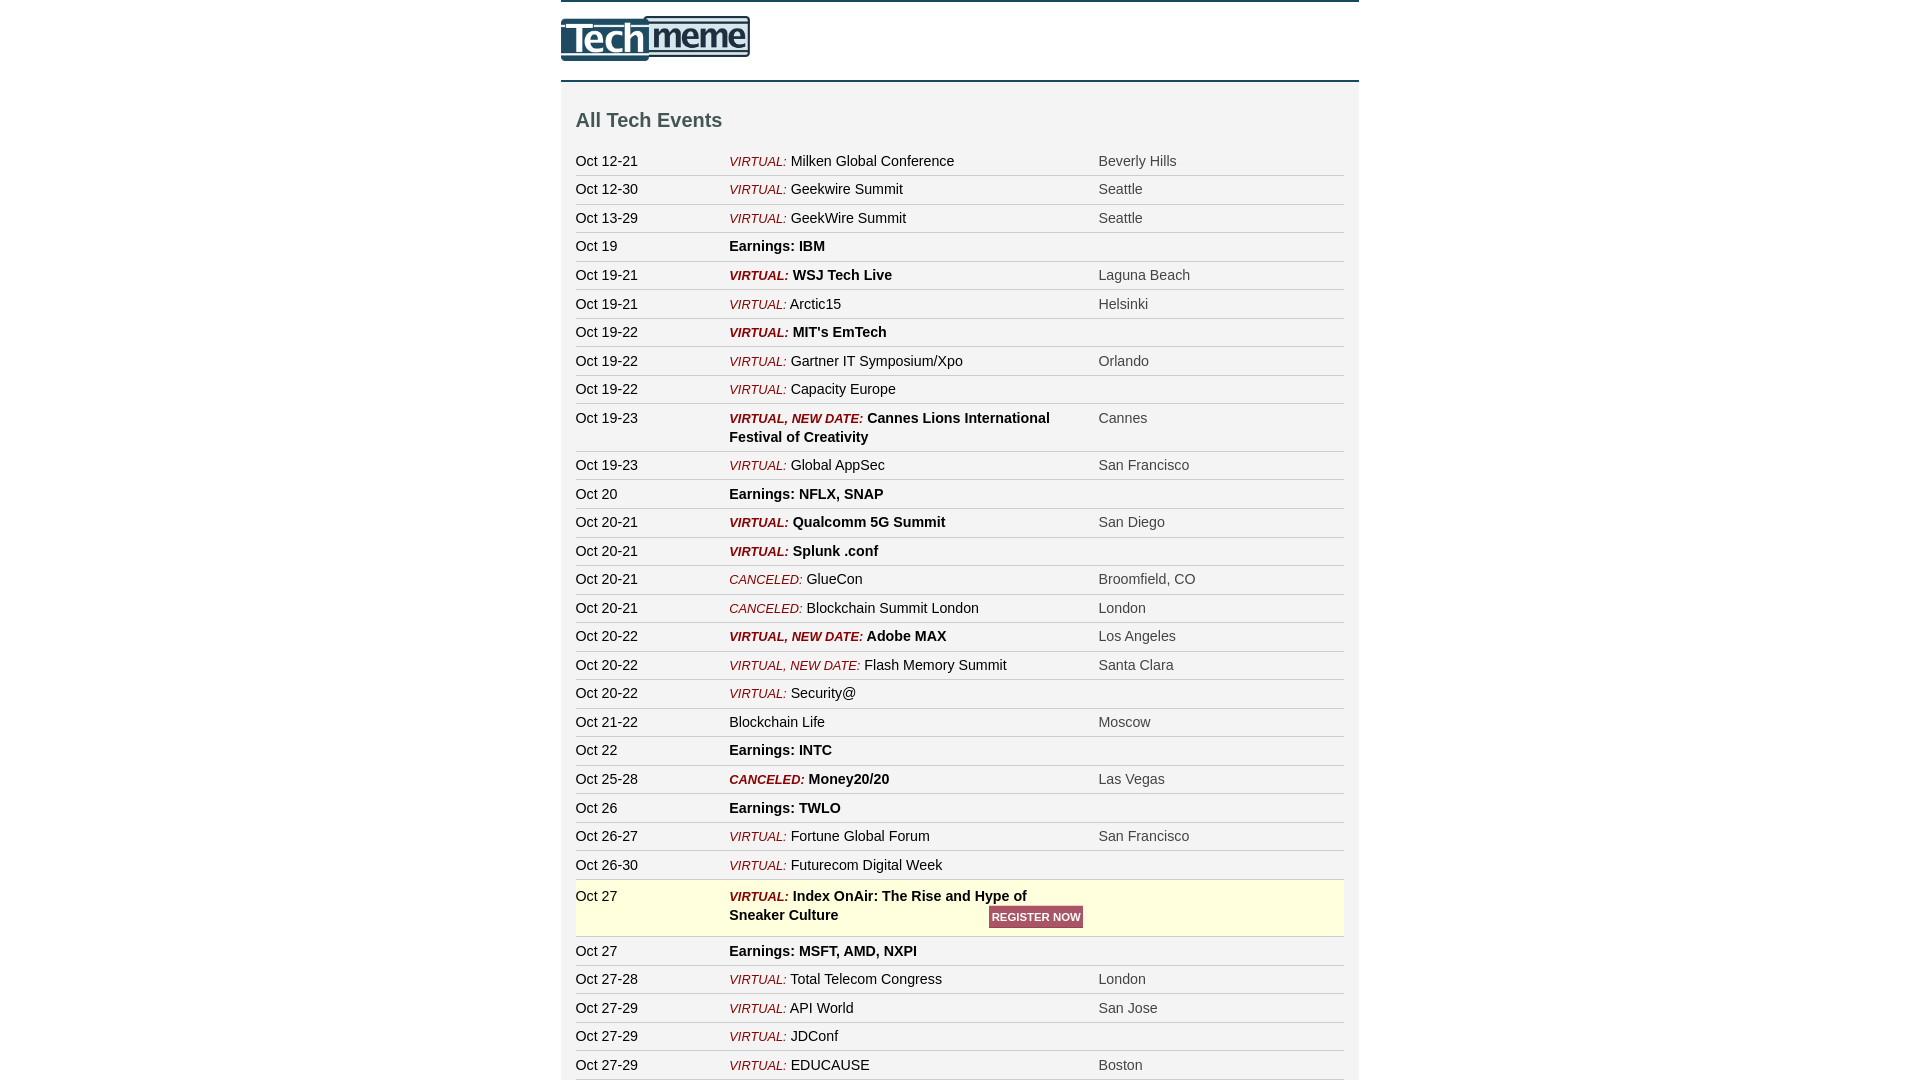 Techmeme
All Tech Events
Oct 12-21 VIRTUAL: Milken Global Conference Beverly Hills
Oct 12-30 VIRTUAL: Geekwire Summit Seattle
Oct 13-29 VIRTUAL: GeekWire Summit Seattle
Oct 19 Earnings: IBM
Oct 19-21 VIRTUAL: WSJ Tech Live Laguna Beach
Oct 19-21 VIRTUAL: Arctic15 Helsinki
Oct 19-22 VIRTUAL: MIT's EmTech
Oct 19-22 VIRTUAL: Gartner IT Symposium/Xpo Orlando
Oct 19-22 VIRTUAL: Capacity Europe
Oct 19-23 VIRTUAL, NEW DATE: Cannes Lions International Cannes
Festival of Creativity
Oct 19-23 VIRTUAL: Global AppSec San Francisco
Oct 20 Earnings: NFLX, SNAP
Oct 20-21 VIRTUAL: Qualcomm 5G Summit San Diego
Oct 20-21 VIRTUAL: Splunk .conf
Oct 20-21 CANCELED: GlueCon Broomfield, CO
Oct 20-21 CANCELED: Blockchain Summit London London
Oct 20-22 VIRTUAL, NEW DATE: Adobe MAX Los Angeles
Oct 20-22 VIRTUAL, NEW DATE: Flash Memory Summit Santa Clara
Oct 20-22 VIRTUAL: Security@
Oct 21-22 Blockchain Life Moscow
Oct 22 Earnings: INTC
Oct 25-28 CANCELED: Money20/20 Las Vegas
Oct 26 Earnings: TWLO
Oct 26-27 VIRTUAL: Fortune Global Forum San Francisco
Oct 26-30 VIRTUAL: Futurecom Digital Week
Oct 27 VIRTUAL: Index OnAir: The Rise and Hype of
Sneaker Culture REGISTER NOW
Oct 27 Earnings: MSFT, AMD, NXPI
Oct 27-28 VIRTUAL: Total Telecom Congress London
Oct 27-29 VIRTUAL: API World San Jose
Oct 27-29 VIRTUAL: JDConf
Oct 27-29 VIRTUAL: EDUCAUSE Boston